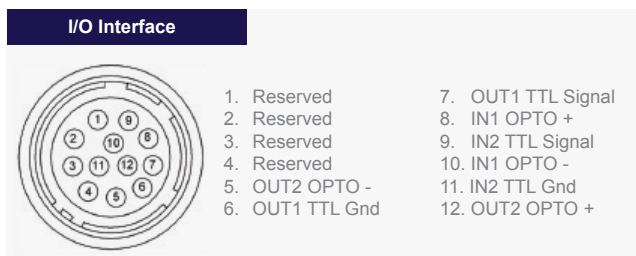 I/O Interface
1. Reserved
2. Reserved
3. Reserved
4. Reserved
5. OUT2 OPTO -
6. OUT1 TTL Gnd
7. OUT1 TTL Signal
8. IN1 OPTO +
9. IN2 TTL Signal
10. IN1 OPTO -
11. IN2 TTL Gnd
12. OUT2 OPTO +
1 9
2 10 8
3 11 12 7
4 5 6